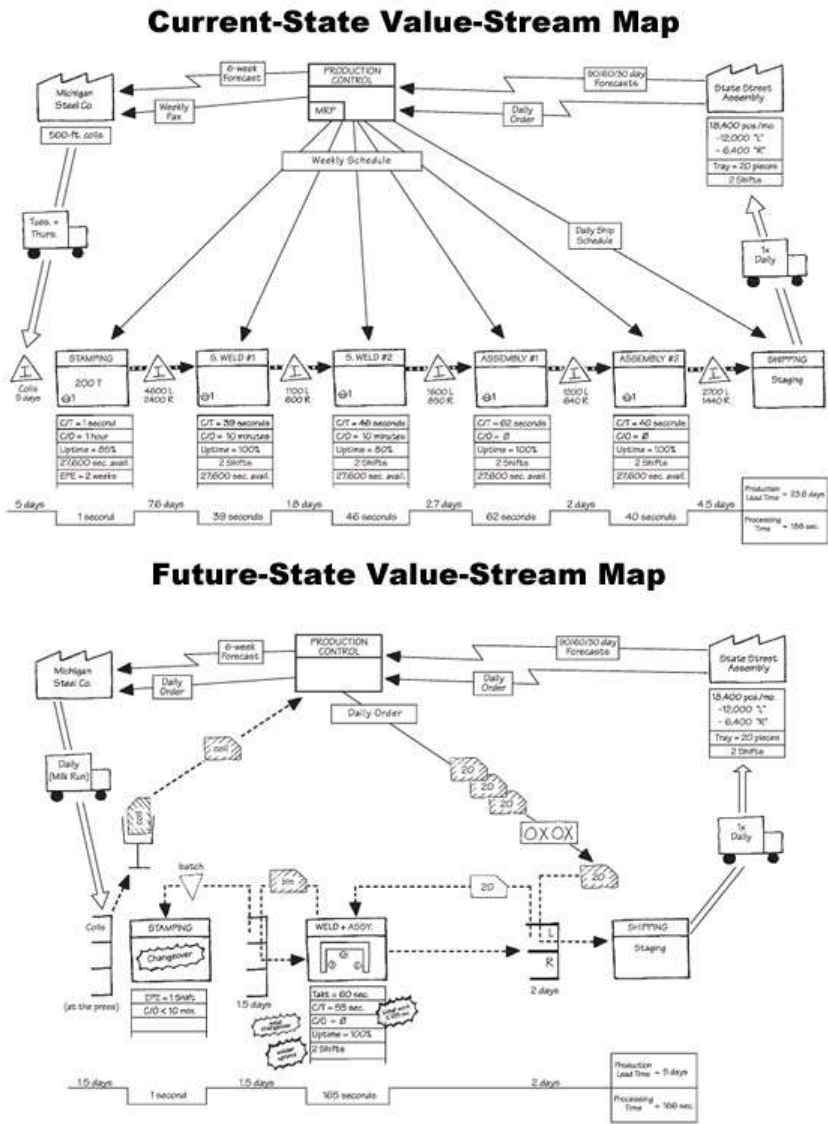 Current-State Value-Stream Map
Michigan
Steel Co.
500-ft. coils
Tues. +
Thurs.
6-week
Forecast
Weekly
Fax
PRODUCTION
CONTROL
MRP
90/60/30 day
Forecasts
Daily
Order
State Street
Assembly
18,400 pcs./mo.
-12,000 "L"
- 6,400 "R"
Tray = 20 pieces
2 Shifts
Weekly Schedule
Daily Ship
Schedule
1x
Daily
I
Coils
5 days
STAMPING
200 T
1
I
4600 L
2400 R
S. WELD #1
1
I
1100 L
600 R
S. WELD #2
1
I
1600 L
850 R
ASSEMBLY #1
1
I
1200 L
640 R
ASSEMBLY #2
1
I
2700 L
1440 R
SHIPPING
Staging
C/T = 1 second
C/O = 1 hour
Uptime = 85%
27,600 sec. avail.
EPE = 2 weeks
C/T = 39 seconds
C/O = 10 minutes
Uptime = 100%
2 Shifts
27,600 sec. avail.
C/T = 46 seconds
C/O = 10 minutes
Uptime = 80%
2 Shifts
27,600 sec. avail.
C/T = 62 seconds
C/O = Ø
Uptime = 100%
2 Shifts
27,600 sec. avail.
C/T = 40 seconds
C/O = Ø
Uptime = 100%
2 Shifts
27,600 sec. avail.
5 days
1 second
7.6 days
39 seconds
1.8 days
46 seconds
2.7 days
62 seconds
2 days
40 seconds
4.5 days
Production
Lead Time = 23.6 days
Processing
Time = 188 sec.
Future-State Value-Stream Map
Michigan
Steel Co.
6-week
Forecast
Daily
Order
PRODUCTION
CONTROL
90/60/30 day
Forecasts
Daily
Order
State Street
Assembly
18,400 pcs./mo.
-12,000 "L"
- 6,400 "R"
Tray = 20 pieces
2 Shifts
Daily Order
Daily
(Milk Run)
coil
coil
20
20
20
OXOX
1x
Daily
batch
bin
20
20
Coils
(at the press)
STAMPING
Changeover
EPE = 1 Shift
C/O < 10 min.
1.5 days
WELD + ASSY.
Takt = 60 sec.
C/T = 55 sec.
C/O = Ø
Uptime = 100%
2 Shifts
weld
changeover
welder
uptime
L
R
2 days
SHIPPING
Staging
1.5 days
1 second
1.5 days
165 seconds
2 days
Production
Lead Time = 5 days
Processing
Time = 166 sec.